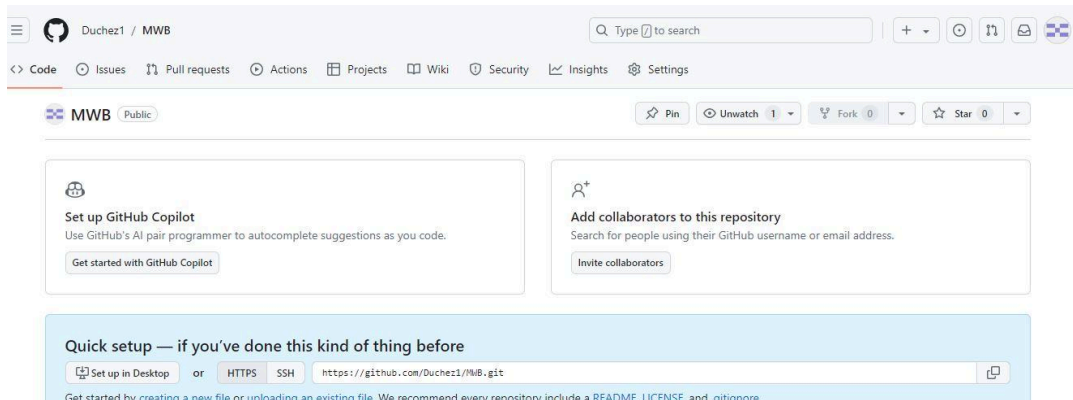 Duchez1 / MWB
Type / to search
<> Code Issues Pull requests Actions Projects Wiki Security Insights Settings
MWB Public
Pin Unwatch 1 Fork 0 Star 0
Set up GitHub Copilot
Use GitHub's AI pair programmer to autocomplete suggestions as you code.
Get started with GitHub Copilot
Add collaborators to this repository
Search for people using their GitHub username or email address.
Invite collaborators
Quick setup — if you've done this kind of thing before
Set up in Desktop or HTTPS SSH https://github.com/Duchez1/MWB.git
Get started by creating a new file or uploading an existing file. We recommend every repository include a README, LICENSE, and .gitignore.